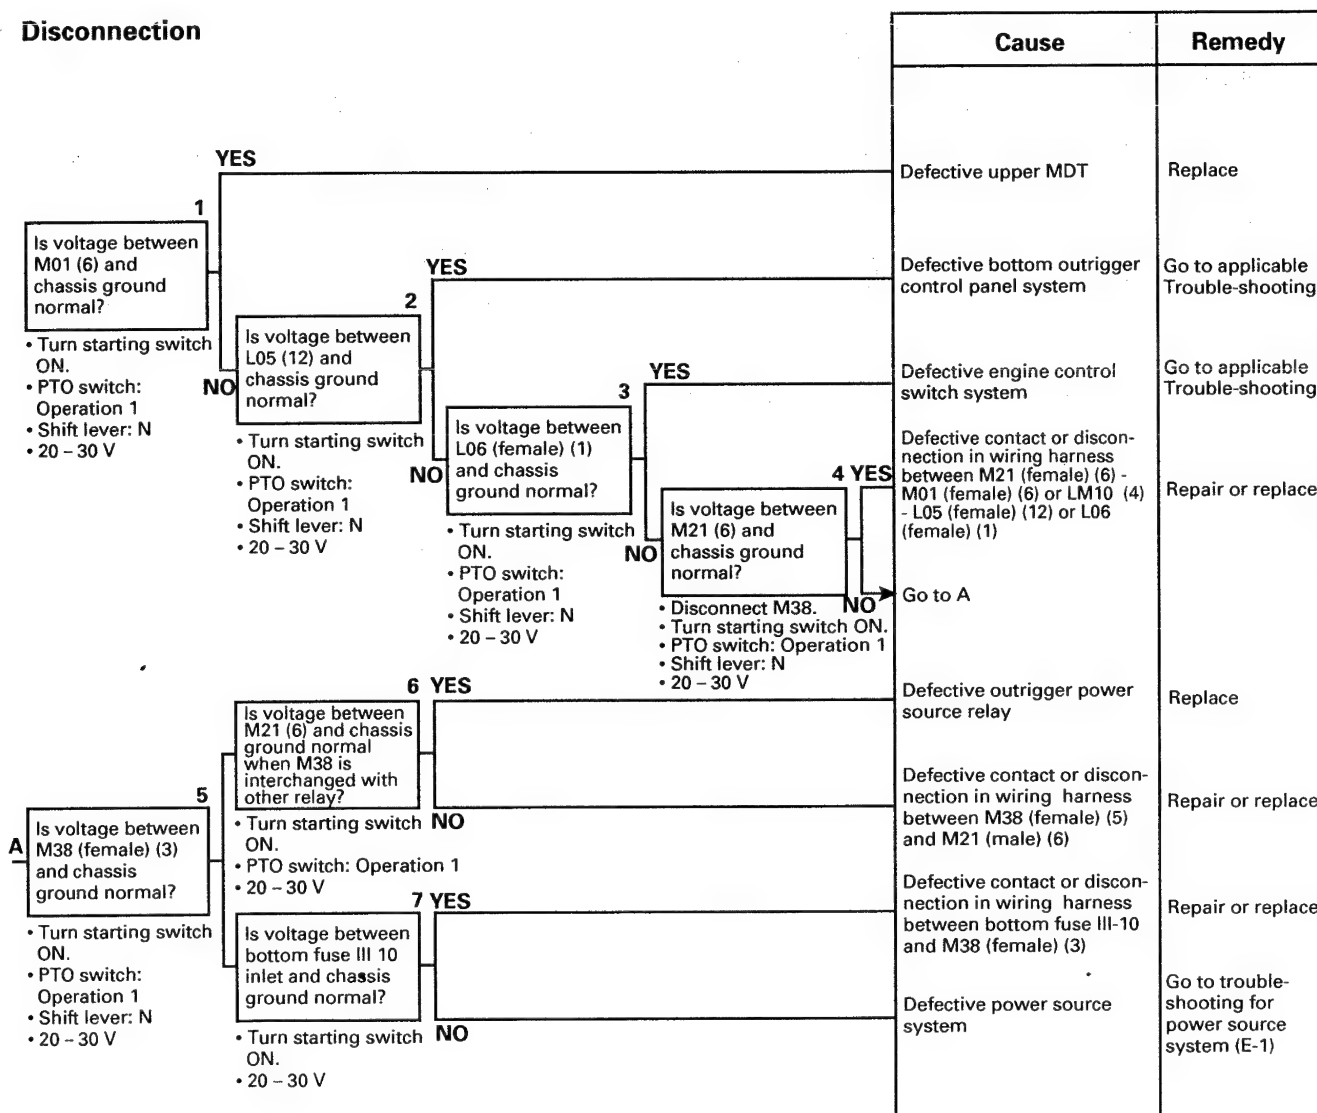 Disconnection
Cause
Remedy
YES
Defective upper MDT
Replace
1
Is voltage between
M01 (6) and
chassis ground
normal?
• Turn starting switch
ON.
• PTO switch:
Operation 1
• Shift lever: N
• 20 – 30 V
NO
YES
Defective bottom outrigger
control panel system
Go to applicable
Trouble-shooting
2
Is voltage between
L05 (12) and
chassis ground
normal?
• Turn starting switch
ON.
• PTO switch:
Operation 1
• Shift lever: N
• 20 – 30 V
NO
YES
Defective engine control
switch system
Go to applicable
Trouble-shooting
3
Is voltage between
L06 (female) (1)
and chassis
ground normal?
• Turn starting switch
ON.
• PTO switch:
Operation 1
• Shift lever: N
• 20 – 30 V
NO
4 YES
Defective contact or discon-
nection in wiring harness
between M21 (female) (6) -
M01 (female) (6) or LM10 (4)
- L05 (female) (12) or L06
(female) (1)
Repair or replace
Is voltage between
M21 (6) and
chassis ground
normal?
• Disconnect M38.
• Turn starting switch ON.
• PTO switch: Operation 1
• Shift lever: N
• 20 – 30 V
NO
Go to A
A
5
Is voltage between
M38 (female) (3)
and chassis
ground normal?
• Turn starting switch
ON.
• PTO switch:
Operation 1
• Shift lever: N
• 20 – 30 V
6 YES
Defective outrigger power
source relay
Replace
Is voltage between
M21 (6) and chassis
ground normal
when M38 is
interchanged with
other relay?
• Turn starting switch
ON.
• PTO switch: Operation 1
• 20 – 30 V
NO
Defective contact or discon-
nection in wiring harness
between M38 (female) (5)
and M21 (male) (6)
Repair or replace
7 YES
Defective contact or discon-
nection in wiring harness
between bottom fuse III-10
and M38 (female) (3)
Repair or replace
Is voltage between
bottom fuse III 10
inlet and chassis
ground normal?
• Turn starting switch
ON.
• 20 – 30 V
NO
Defective power source
system
Go to trouble-
shooting for
power source
system (E-1)